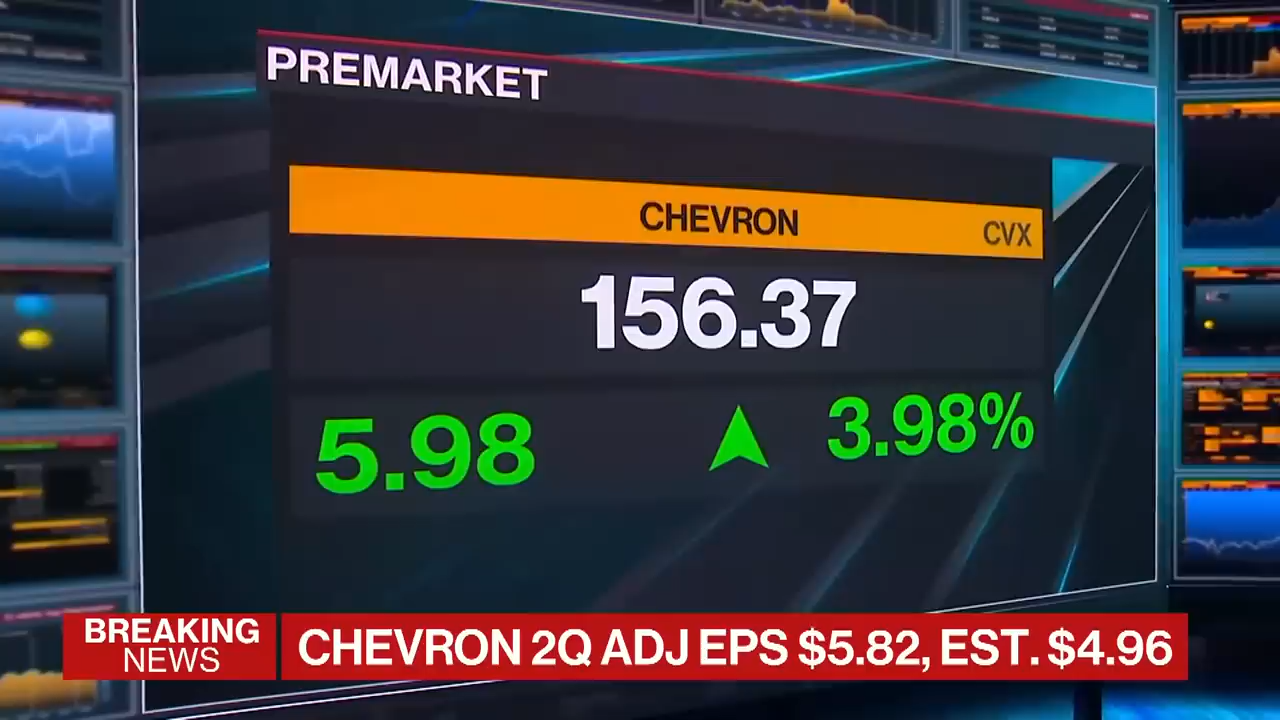 PREMARKET
CHEVRON CVX
156.37
5.98 ▲ 3.98%
BREAKING NEWS
CHEVRON 2Q ADJ EPS $5.82, EST. $4.96